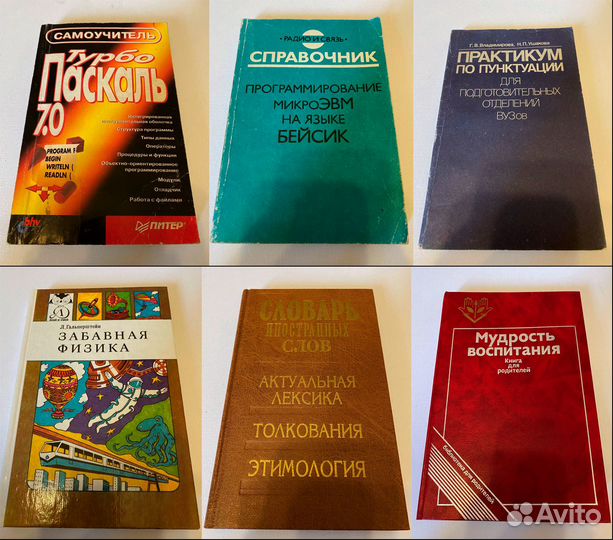 САМОУЧИТЕЛЬ
Турбо
Паскаль
7.0
Интегрированная
инструментальная оболочка
Структура программы
Типы данных
Операторы
Процедуры и функции
Объектно-ориентированное
программирование
Модули
Отладчик
Работа с файлами
PROGRAM F
BEGIN
WRITELN (
READLN (
bhv
ПИТЕР
РАДИО И СВЯЗЬ
СПРАВОЧНИК
ПРОГРАММИРОВАНИЕ
МИКРОЭВМ
НА ЯЗЫКЕ
БЕЙСИК
Г.В.Владимирова, Н.П.Ушакова
ПРАКТИКУМ
ПО ПУНКТУАЦИИ
ДЛЯ
ПОДГОТОВИТЕЛЬНЫХ
ОТДЕЛЕНИЙ
ВУЗов
Л.Гальперштейн
ЗАБАВНАЯ
ФИЗИКА
СЛОВАРЬ
ИНОСТРАННЫХ
СЛОВ
АКТУАЛЬНАЯ
ЛЕКСИКА
ТОЛКОВАНИЯ
ЭТИМОЛОГИЯ
Мудрость
воспитания
Книга
для
родителей
библиотека для родителей
Avito